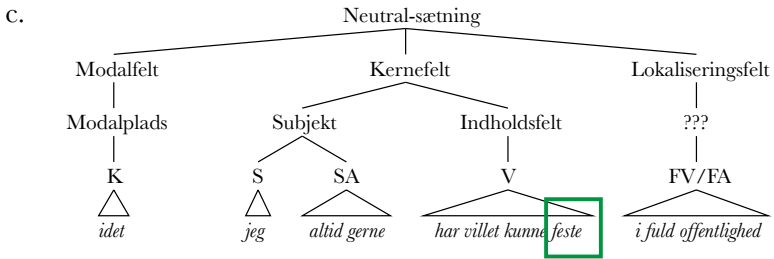 c. Neutral-sætning
Modalfelt Kernefelt Lokaliseringsfelt
Modalplads Subjekt Indholdsfelt ???
K S SA V FV/FA
idet jeg altid gerne har villet kunne feste i fuld offentlighed